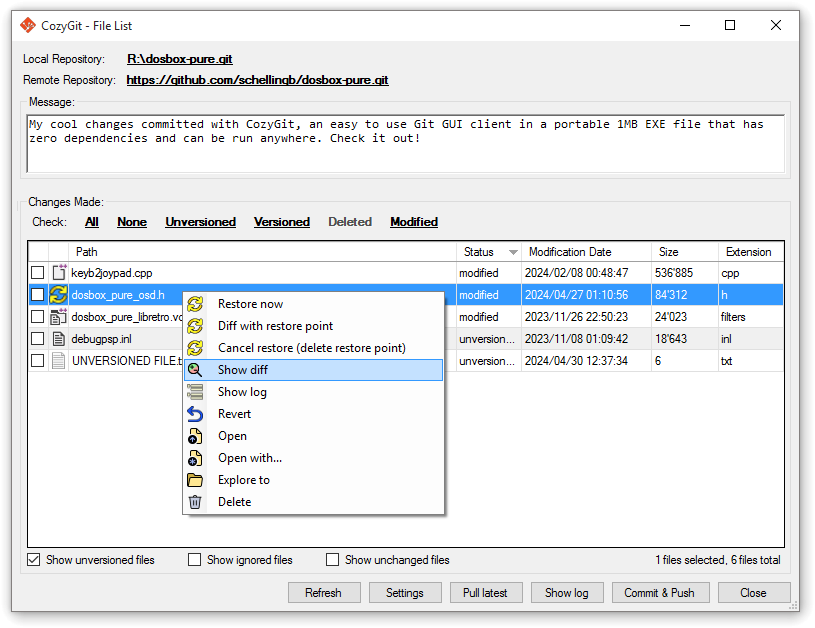 CozyGit - File List
Local Repository: R:\dosbox-pure.git
Remote Repository: https://github.com/schellingb/dosbox-pure.git
Message:
My cool changes committed with CozyGit, an easy to use Git GUI client in a portable 1MB EXE file that has
zero dependencies and can be run anywhere. Check it out!
Changes Made:
Check: All None Unversioned Versioned Deleted Modified
Path Status Modification Date Size Extension
keyb2joypad.cpp modified 2024/02/08 00:48:47 536'885 cpp
dosbox_pure_osd.h modified 2024/04/27 01:10:56 84'312 h
dosbox_pure_libretro.vc modified 2023/11/26 22:50:23 24'023 filters
debugpsp.inl unversion... 2023/11/08 01:09:42 18'643 inl
UNVERSIONED FILE.t unversion... 2024/04/30 12:37:34 6 txt
Restore now
Diff with restore point
Cancel restore (delete restore point)
Show diff
Show log
Revert
Open
Open with...
Explore to
Delete
Show unversioned files Show ignored files Show unchanged files 1 files selected, 6 files total
Refresh Settings Pull latest Show log Commit & Push Close